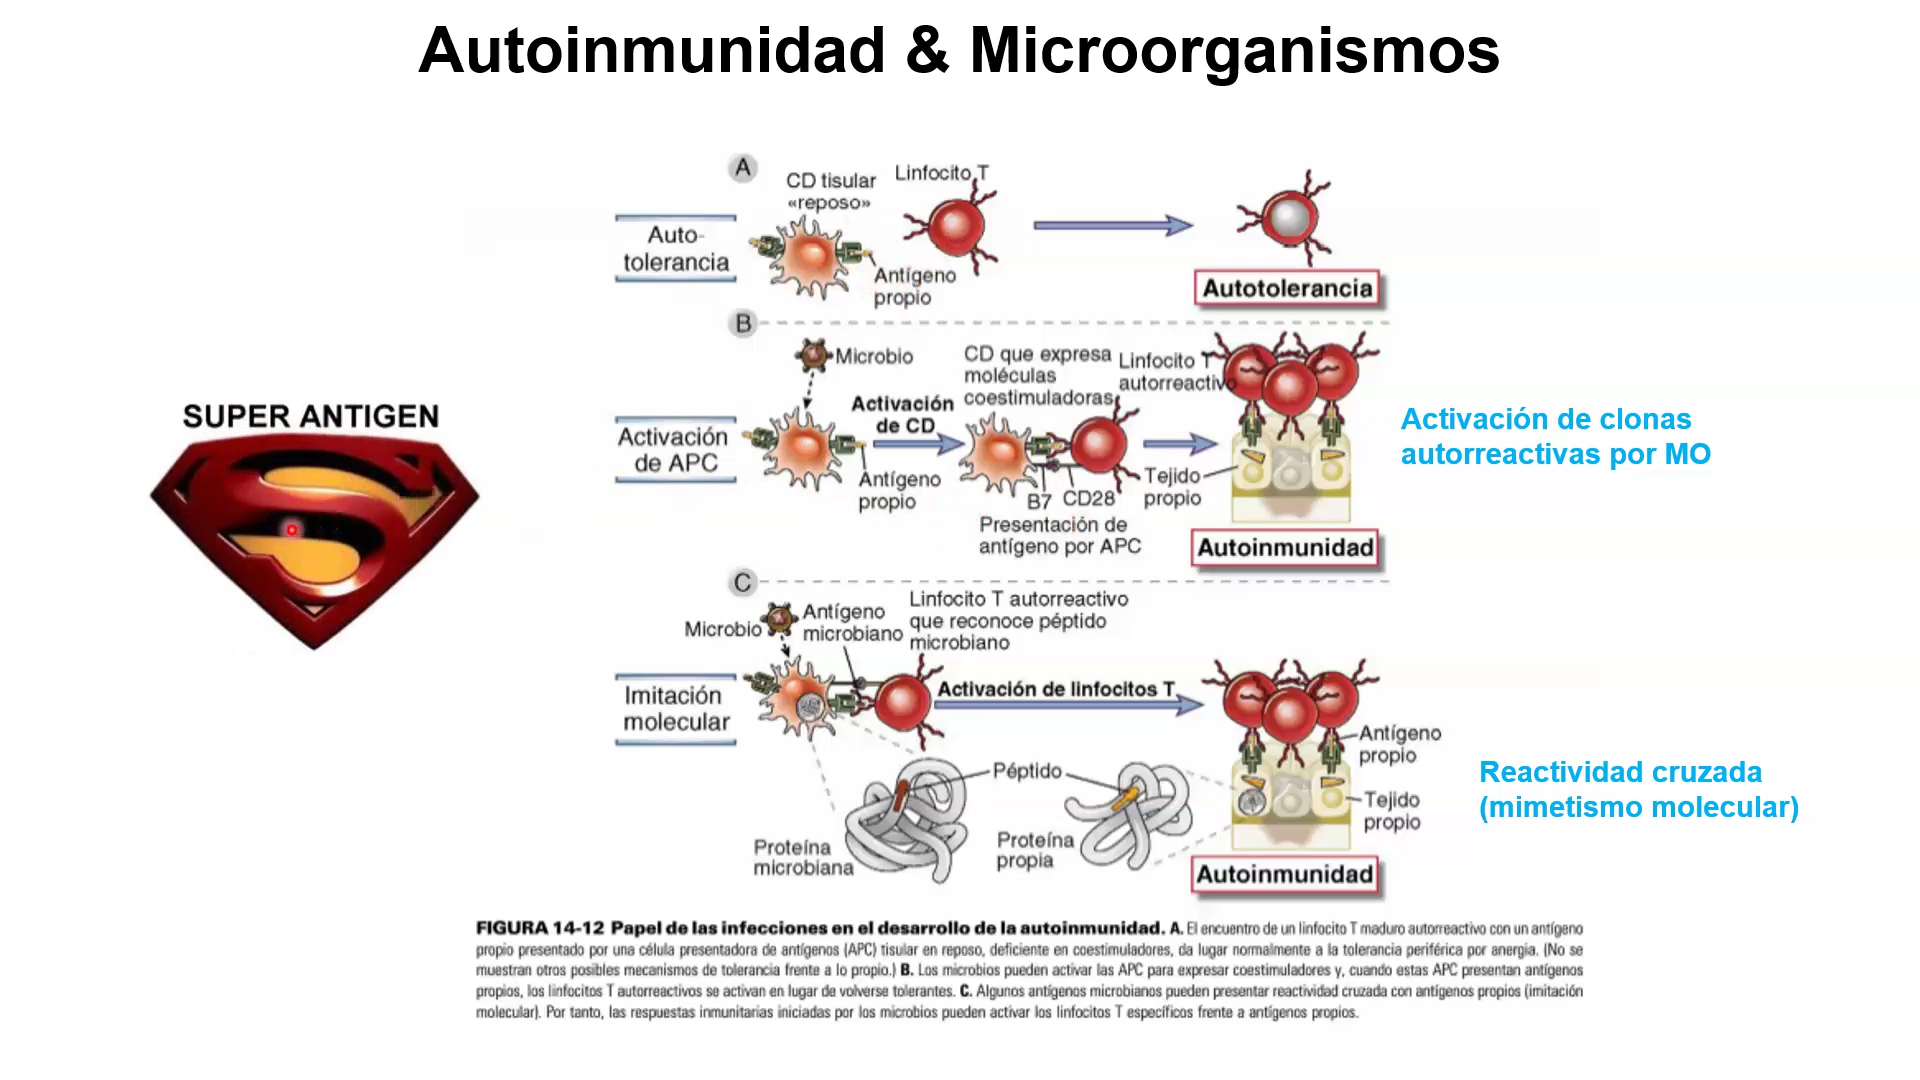 Autoinmunidad & Microorganismos
A
CD tisular
«reposo»
Linfocito T
Auto-
tolerancia
Antígeno
propio
Autotolerancia
B
Microbio
CD que expresa
moléculas
coestimuladoras
Linfocito T
autorreactivo
Activación
de CD
Activación
de APC
Antígeno
propio
B7
CD28
Tejido
propio
Presentación de
antígeno por APC
Autoinmunidad
Activación de clonas
autorreactivas por MO
SUPER ANTIGEN
S
C
Microbio
Antígeno
microbiano
Linfocito T autorreactivo
que reconoce péptido
microbiano
Imitación
molecular
Activación de linfocitos T
Antígeno
propio
Péptido
Tejido
propio
Proteína
microbiana
Proteína
propia
Autoinmunidad
Reactividad cruzada
(mimetismo molecular)
FIGURA 14-12 Papel de las infecciones en el desarrollo de la autoinmunidad. A. El encuentro de un linfocito T maduro autorreactivo con un antígeno
propio presentado por una célula presentadora de antígenos (APC) tisular en reposo, deficiente en coestimuladores, da lugar normalmente a la tolerancia periférica por anergia. (No se
muestran otros posibles mecanismos de tolerancia frente a lo propio.) B. Los microbios pueden activar las APC para expresar coestimuladores y, cuando estas APC presentan antígenos
propios, los linfocitos T autorreactivos se activan en lugar de volverse tolerantes. C. Algunos antígenos microbianos pueden presentar reactividad cruzada con antígenos propios (imitación
molecular). Por tanto, las respuestas inmunitarias iniciadas por los microbios pueden activar los linfocitos T específicos frente a antígenos propios.